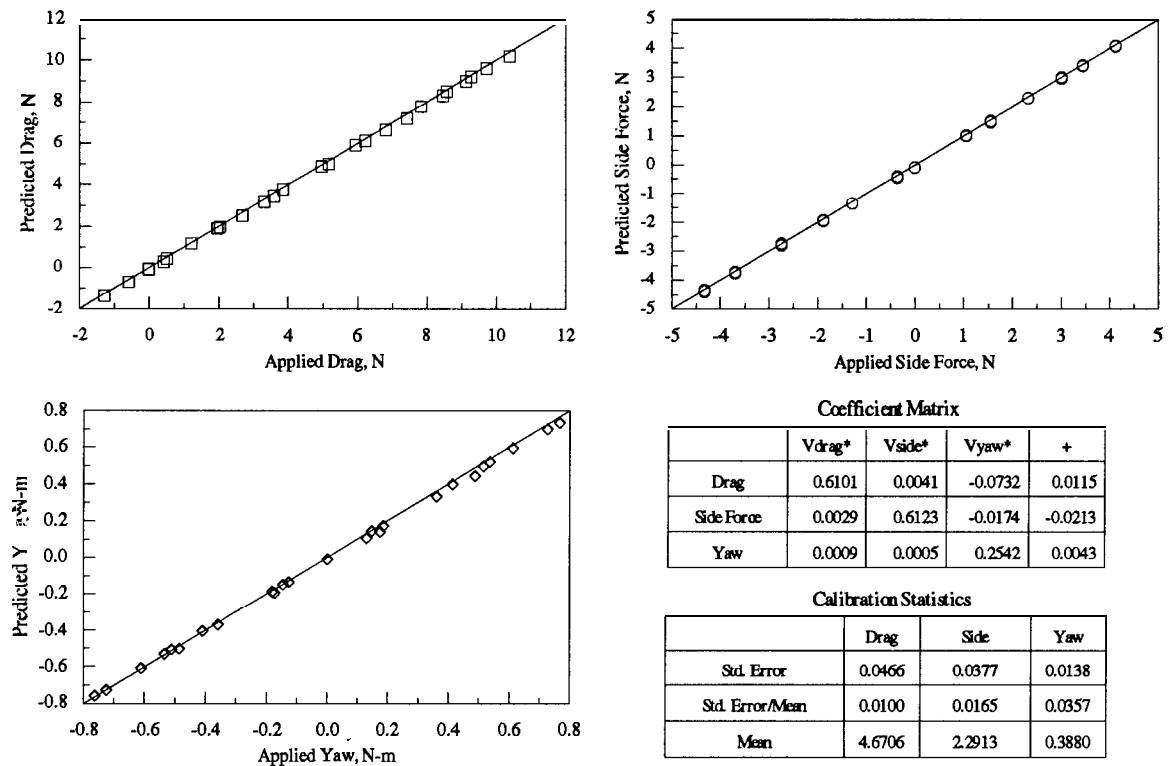 12
10
8
6
4
2
0
-2
Predicted Drag, N
-2 0 2 4 6 8 10 12
Applied Drag, N
5
4
3
2
1
0
-1
-2
-3
-4
-5
Predicted Side Force, N
-5 -4 -3 -2 -1 0 1 2 3 4 5
Applied Side Force, N
0.8
0.6
0.4
0.2
0.0
-0.2
-0.4
-0.6
-0.8
Predicted Y N-m
-0.8 -0.6 -0.4 -0.2 0.0 0.2 0.4 0.6 0.8
Applied Yaw, N-m
Coefficient Matrix
Vdrag* Vside* Vyaw* +
Drag 0.6101 0.0041 -0.0732 0.0115
Side Force 0.0029 0.6123 -0.0174 -0.0213
Yaw 0.0009 0.0005 0.2542 0.0043
Calibration Statistics
Drag Side Yaw
Std. Error 0.0466 0.0377 0.0138
Std. Error/Mean 0.0100 0.0165 0.0357
Mean 4.6706 2.2913 0.3880